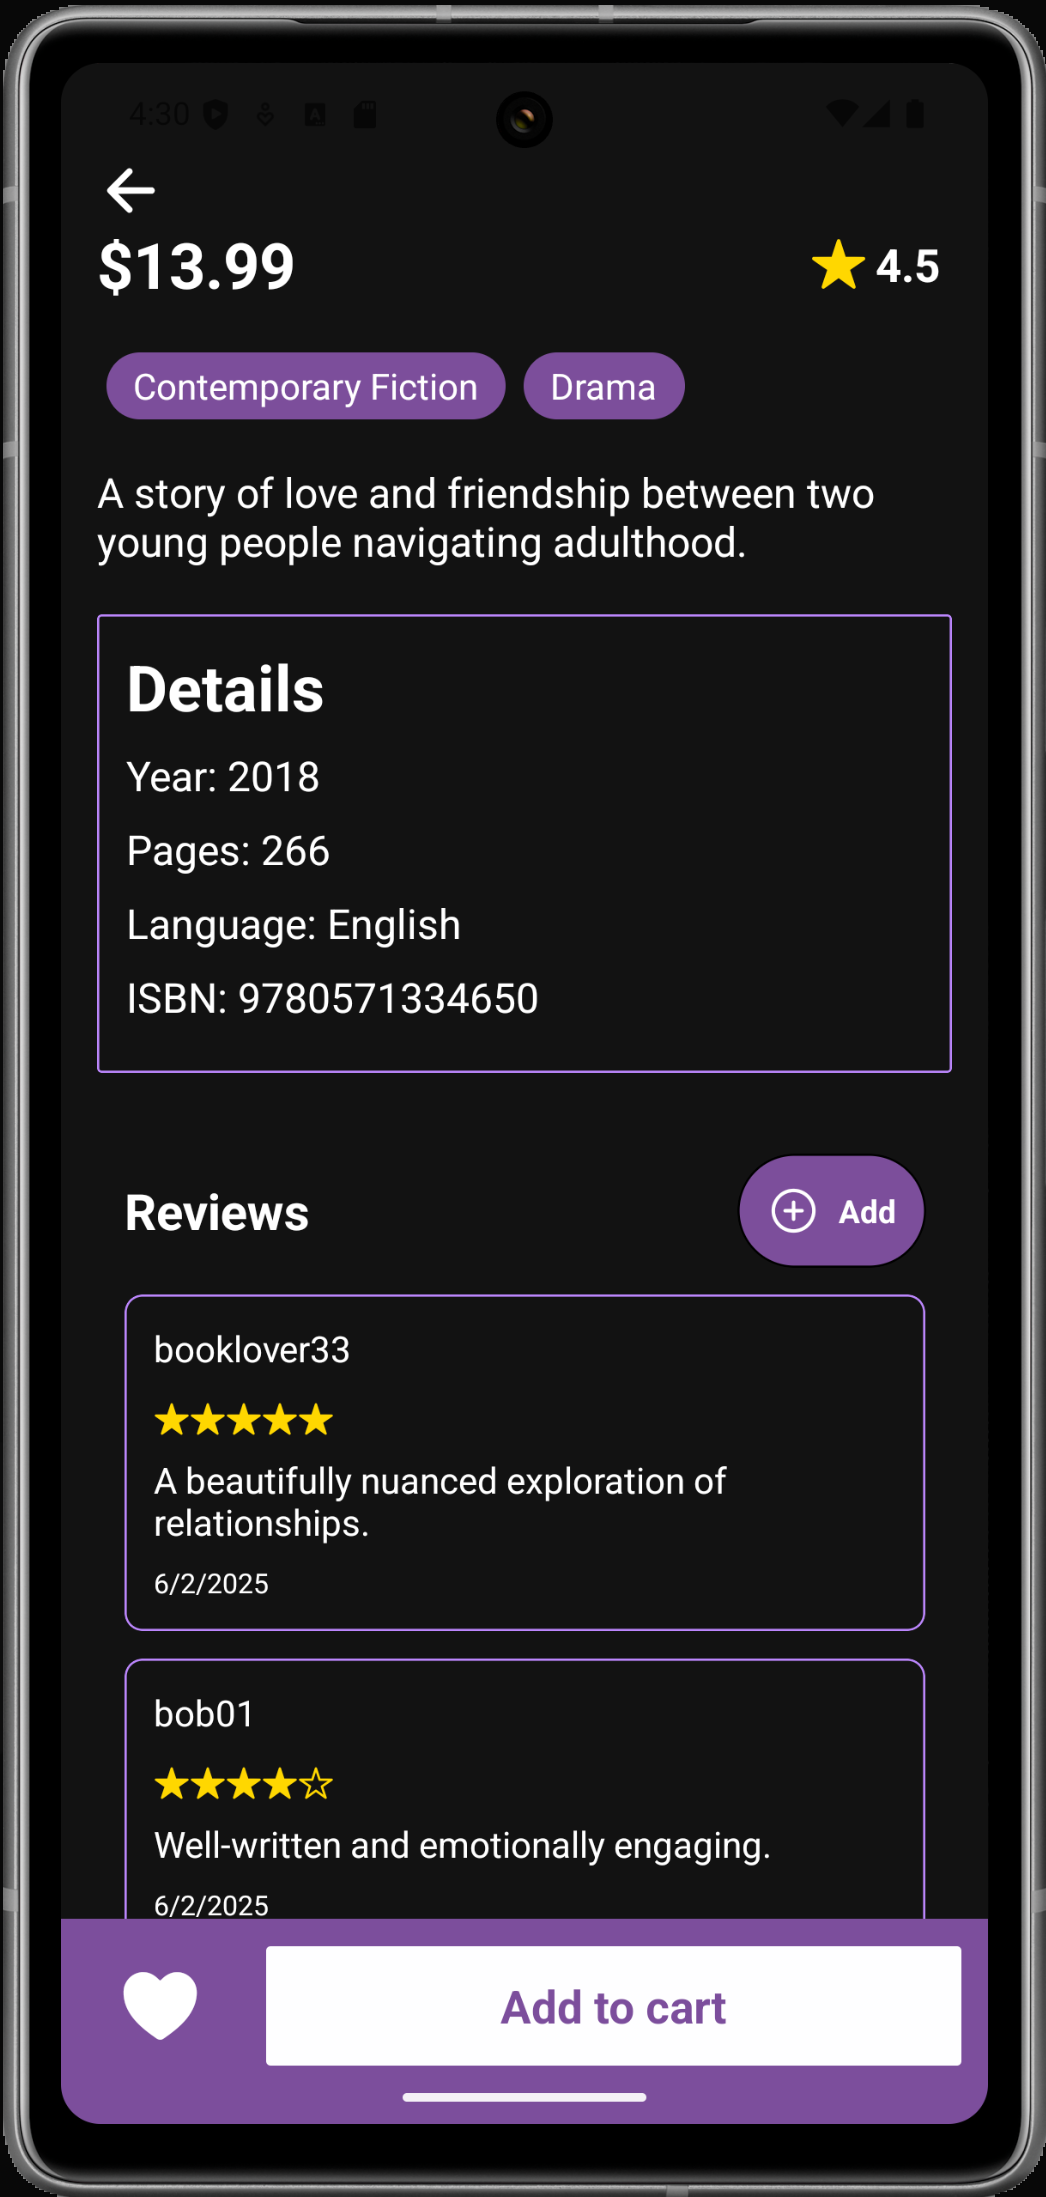 4:30
$13.99
4.5
Contemporary Fiction
Drama
A story of love and friendship between two
young people navigating adulthood.
Details
Year: 2018
Pages: 266
Language: English
ISBN: 9780571334650
Reviews
Add
booklover33
A beautifully nuanced exploration of
relationships.
6/2/2025
bob01
Well-written and emotionally engaging.
6/2/2025
Add to cart